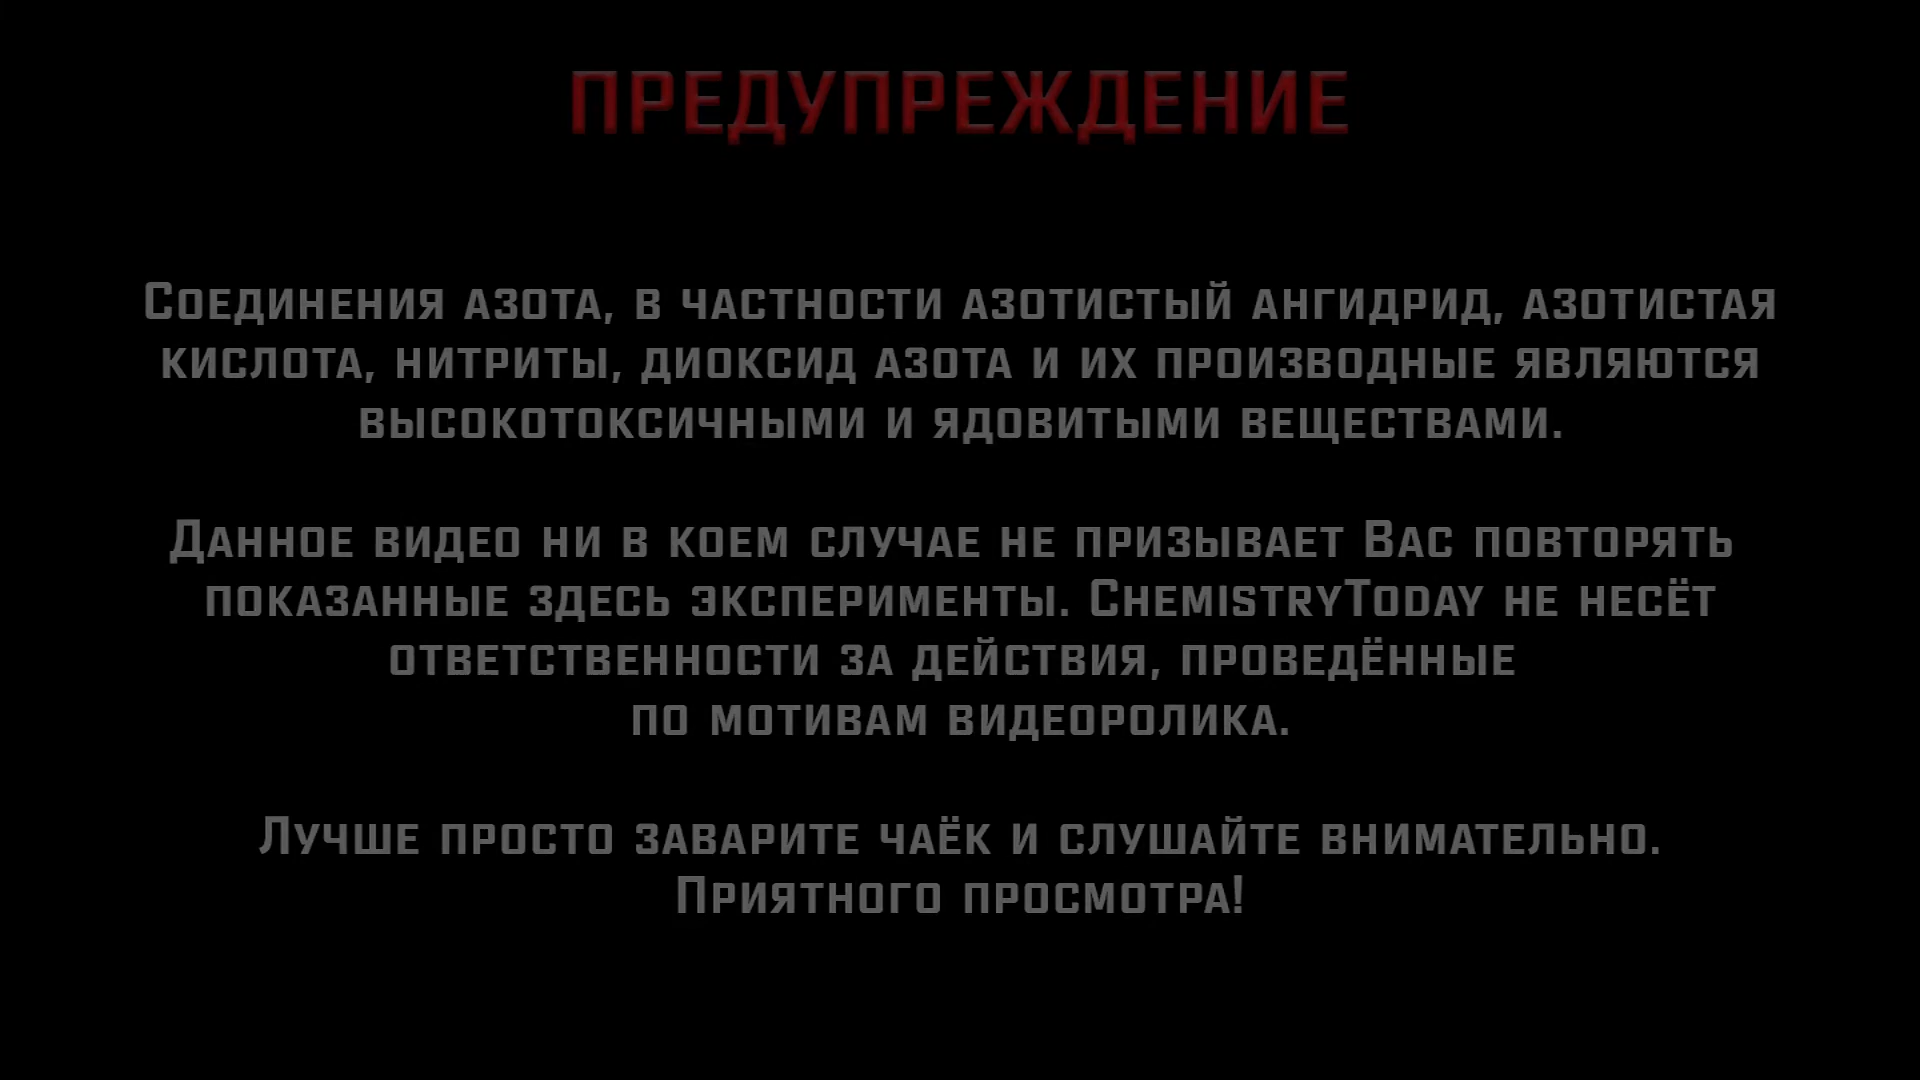 ПРЕДУПРЕЖДЕНИЕ
Соединения азота, в частности азотистый ангидрид, азотистая
кислота, нитриты, диоксид азота и их производные являются
высокотоксичными и ядовитыми веществами.
Данное видео ни в коем случае не призывает Вас повторять
показанные здесь эксперименты. ChemistryToday не несёт
ответственности за действия, проведённые
по мотивам видеоролика.
Лучше просто заварите чаёк и слушайте внимательно.
Приятного просмотра!